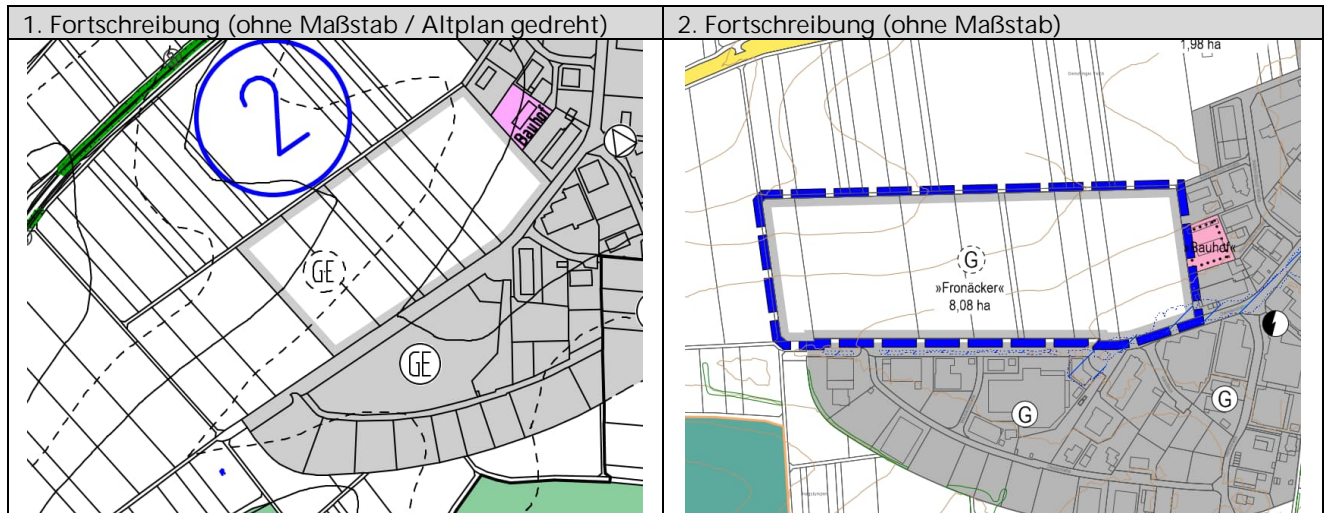 1. Fortschreibung (ohne Maßstab / Altplan gedreht)
2. Fortschreibung (ohne Maßstab)
2
Bauhof
GE
GE
1,98 ha
»Bauhof«
G
»Fronäcker«
8,08 ha
G
G